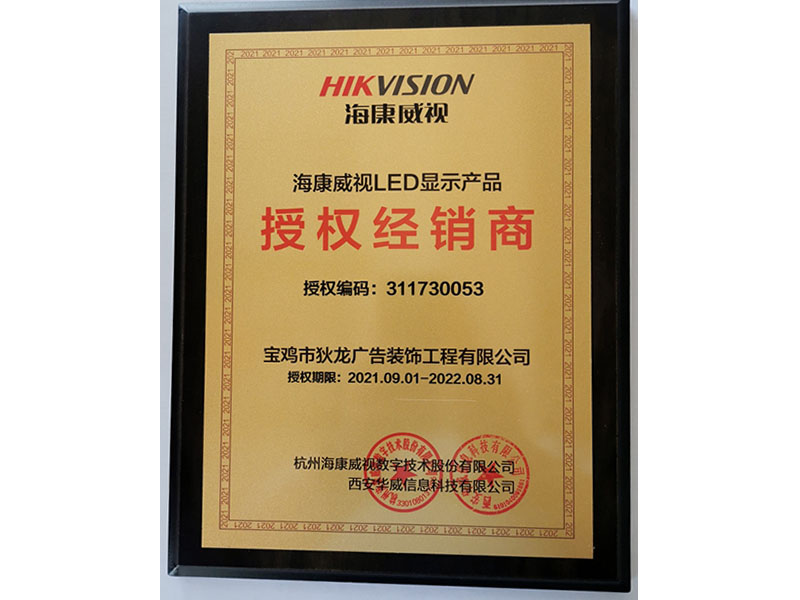 HIKVISION
海康威视
海康威视LED显示产品
授权经销商
授权编码：311730053
宝鸡市狄龙广告装饰工程有限公司
授权期限：2021.09.01-2022.08.31
杭州海康威视数字技术股份有限公司
西安华威信息科技有限公司